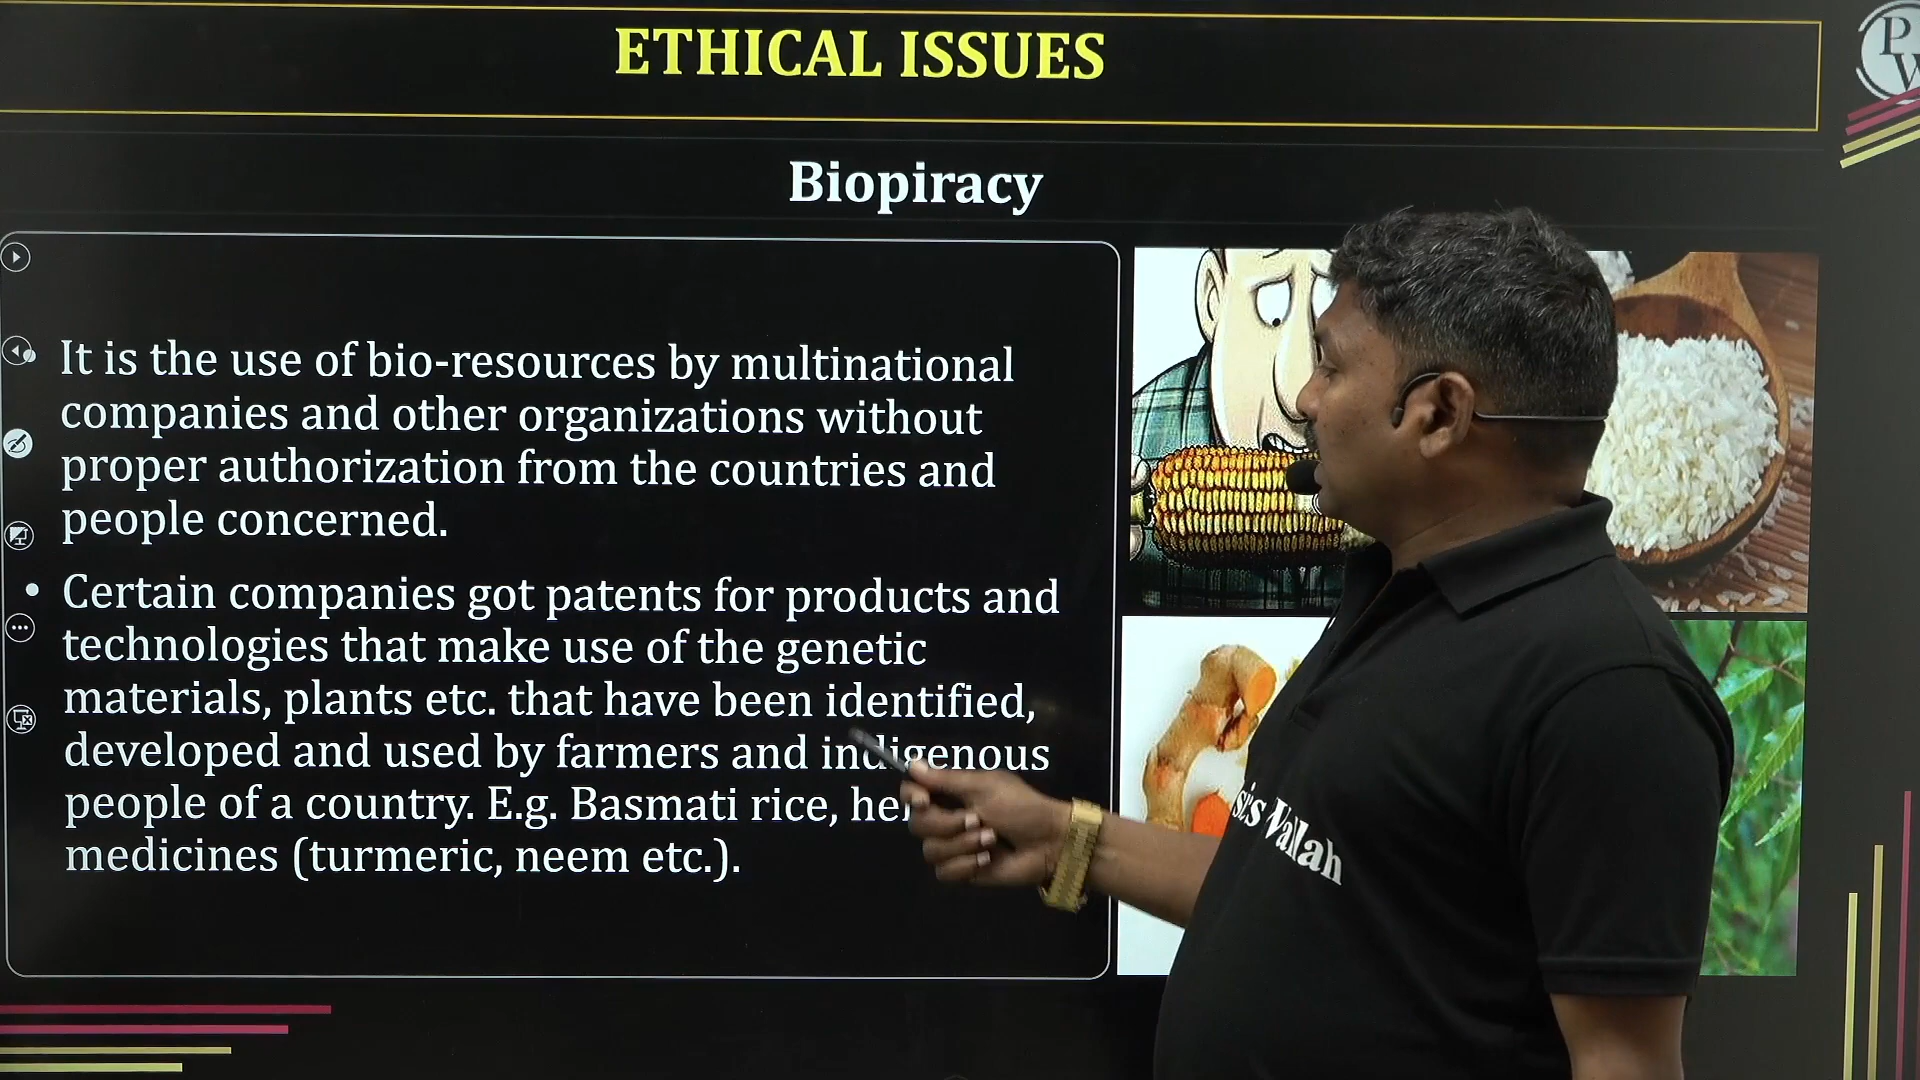 ETHICAL ISSUES
P
W
Biopiracy
It is the use of bio-resources by multinational
companies and other organizations without
proper authorization from the countries and
people concerned.
• Certain companies got patents for products and
technologies that make use of the genetic
materials, plants etc. that have been identified,
developed and used by farmers and indigenous
people of a country. E.g. Basmati rice,
medicines (turmeric, neem etc.).
Wallah